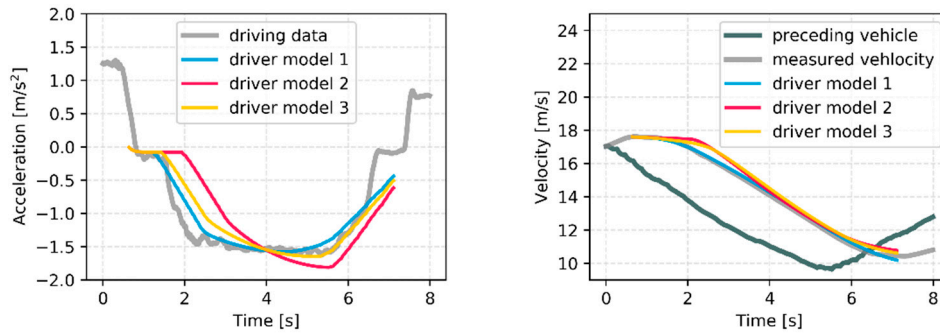 driving data
driver model 1
driver model 2
driver model 3
2.0
1.5
1.0
0.5
0.0
−0.5
−1.0
−1.5
−2.0
Acceleration [m/s²]
0 2 4 6 8
Time [s]
preceding vehicle
measured vehlocity
driver model 1
driver model 2
driver model 3
24
22
20
18
16
14
12
10
Velocity [m/s]
0 2 4 6 8
Time [s]